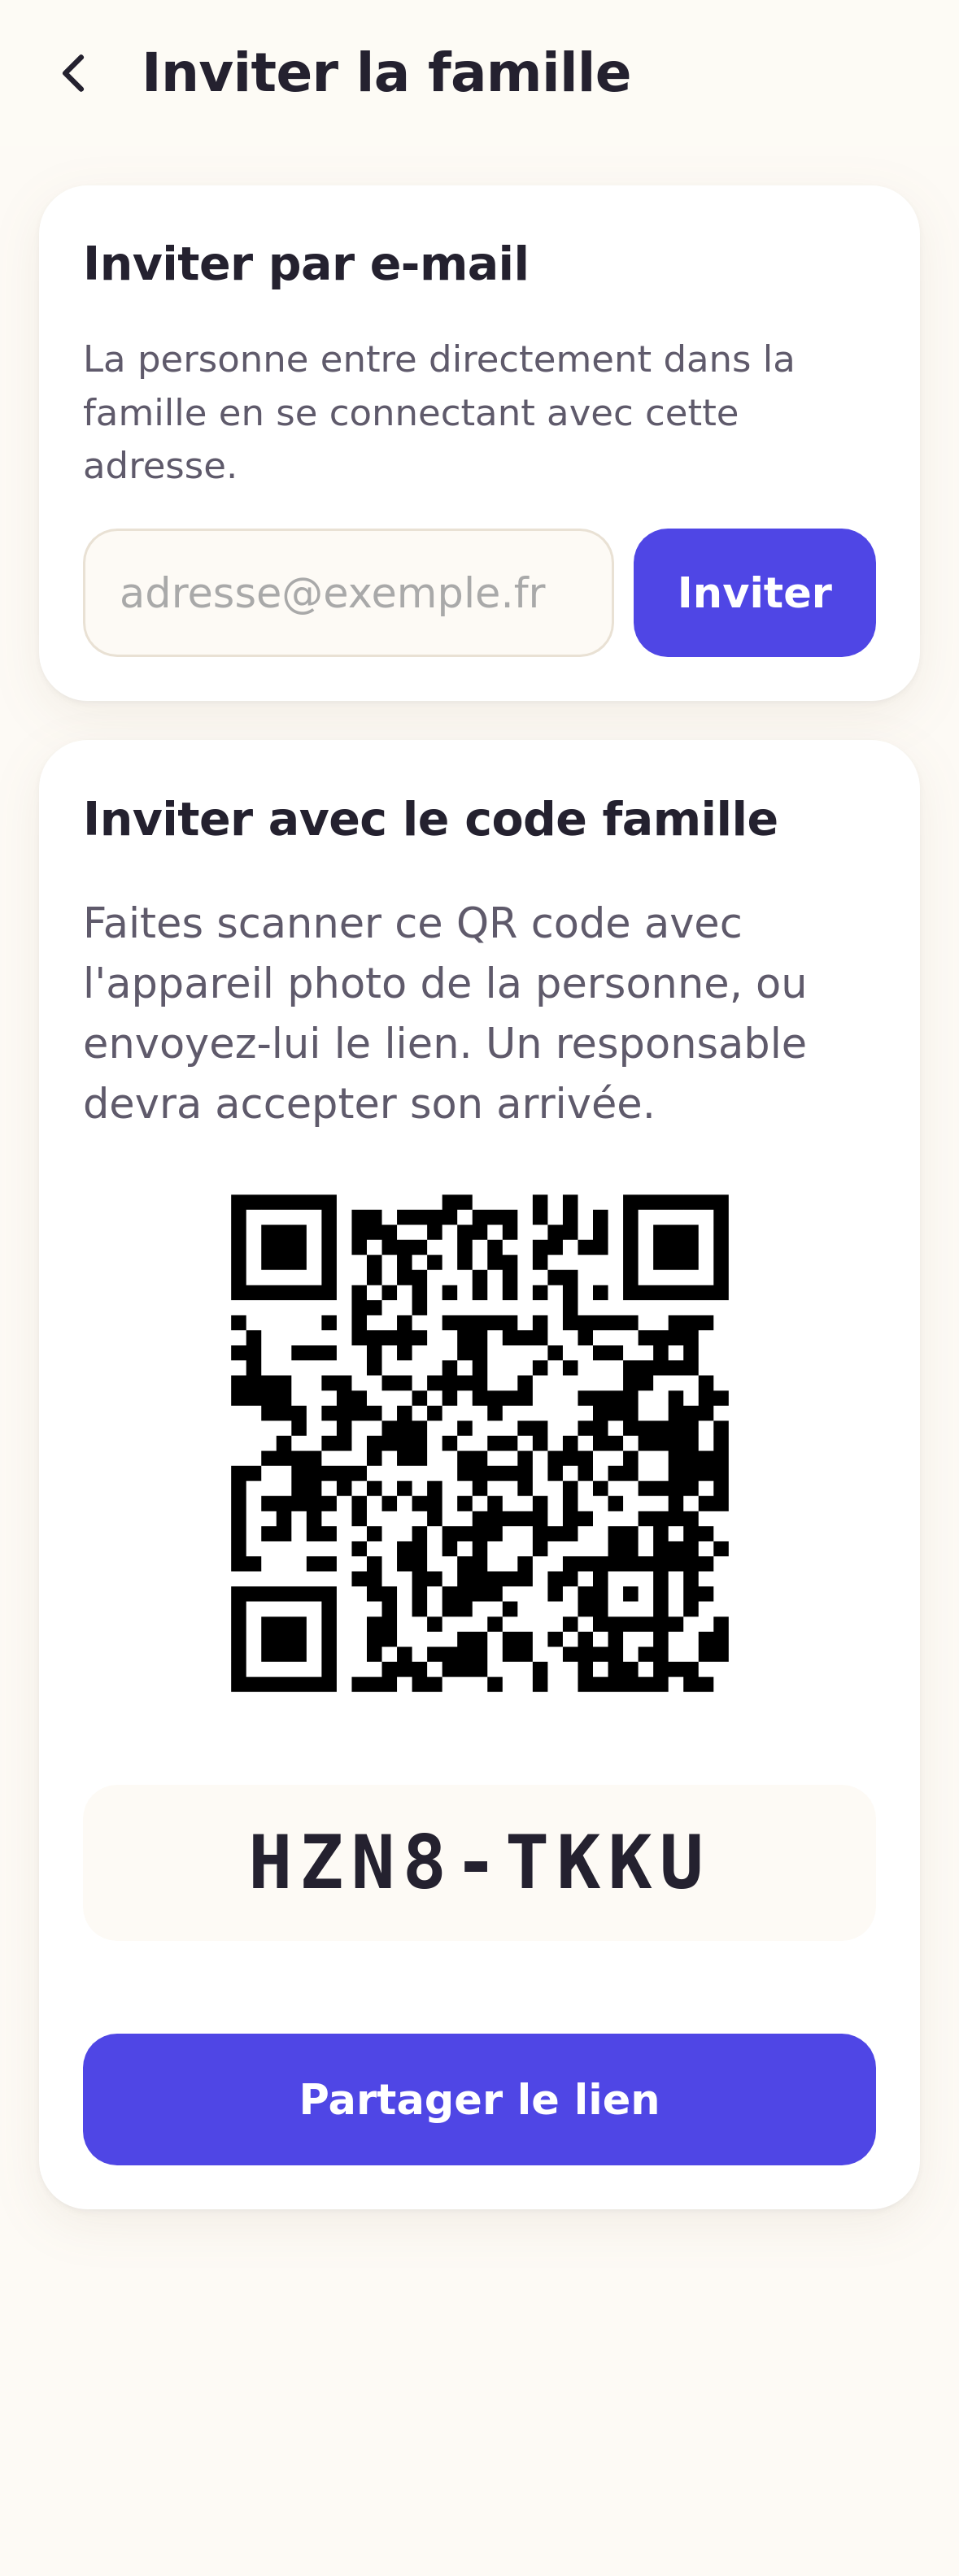 Inviter la famille
Inviter par e-mail
La personne entre directement dans la
famille en se connectant avec cette
adresse.
adresse@exemple.fr
Inviter
Inviter avec le code famille
Faites scanner ce QR code avec
l'appareil photo de la personne, ou
envoyez-lui le lien. Un responsable
devra accepter son arrivée.
HZN8-TKKU
Partager le lien